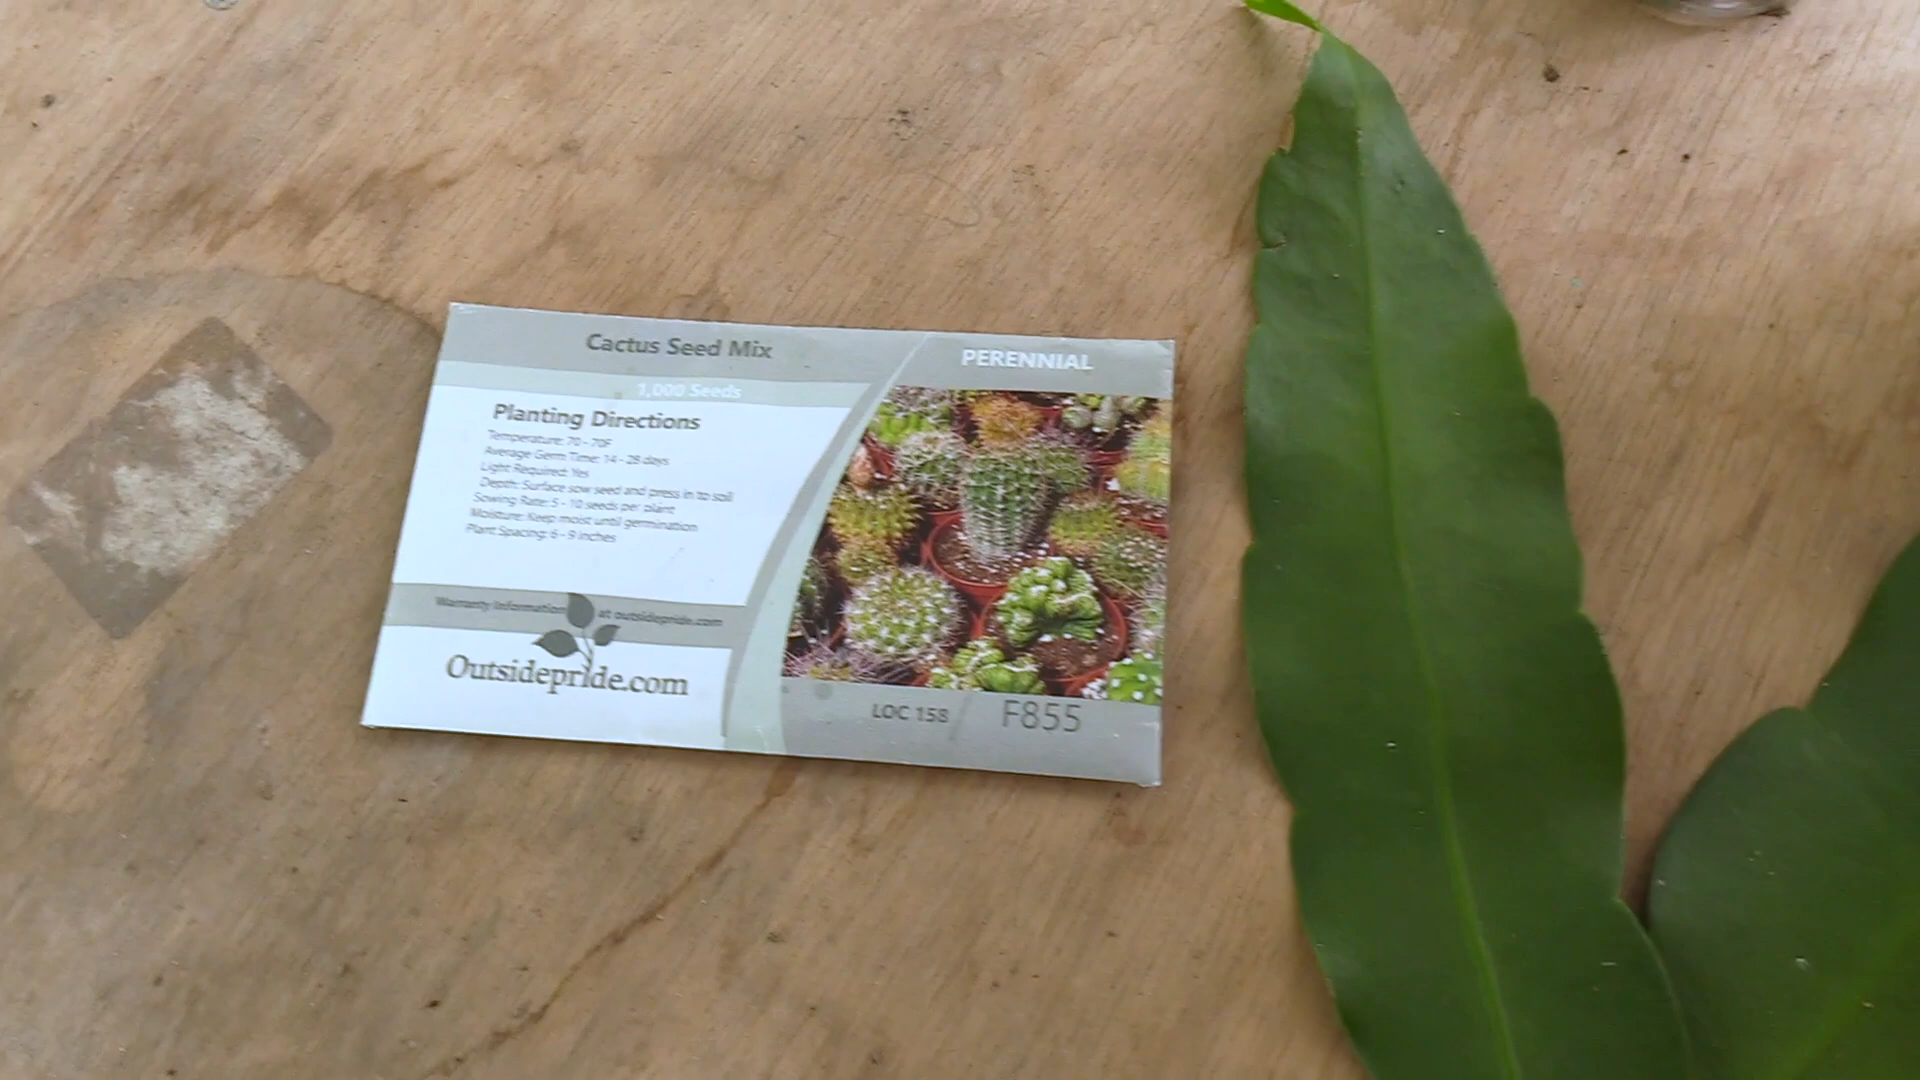 Cactus Seed Mix
PERENNIAL
1,000 Seeds
Planting Directions
Temperature: 70 - 70F
Average Germ Time: 14 - 28 days
Light Required: Yes
Depth: Surface sow seed and press in to soil
Sowing Rate: 5 - 10 seeds per plant
Moisture: Keep moist until germination
Plant Spacing: 6 - 9 inches
Warranty Information at outsidepride.com
Outsidepride.com
LOC 158
F855